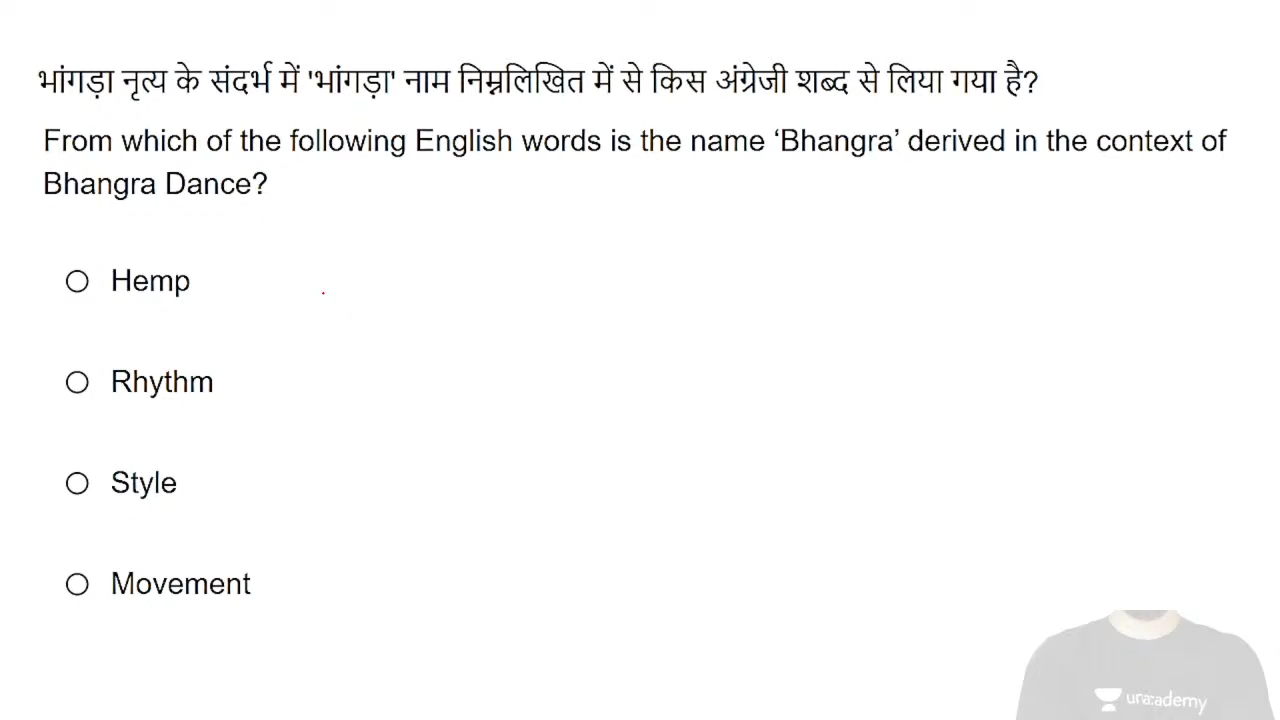 भांगड़ा नृत्य के संदर्भ में 'भांगड़ा' नाम निम्नलिखित में से किस अंग्रेजी शब्द से लिया गया है?
From which of the following English words is the name ‘Bhangra’ derived in the context of
Bhangra Dance?
Hemp
Rhythm
Style
Movement
unacademy